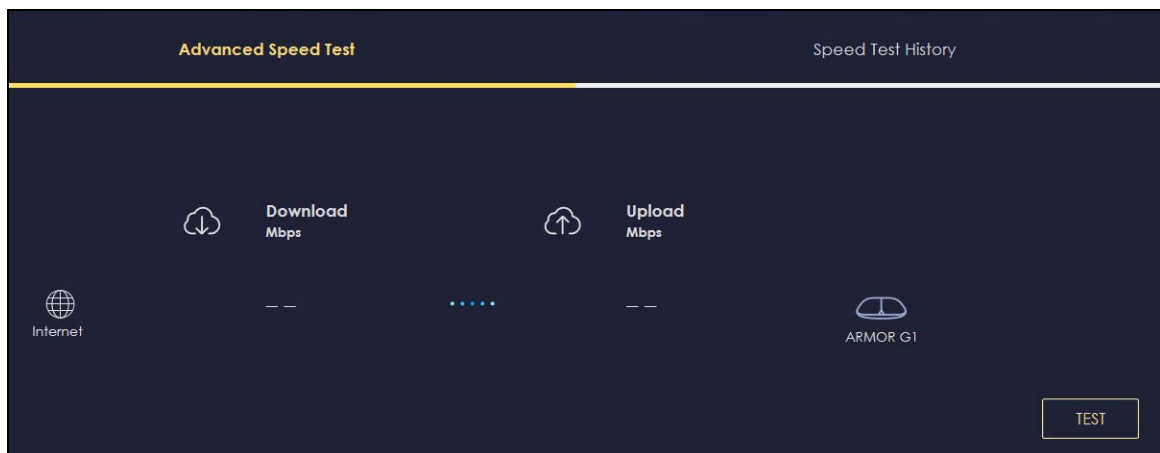 Advanced Speed Test
Speed Test History
Download
Mbps
Upload
Mbps
Internet
– –
– –
ARMOR G1
TEST